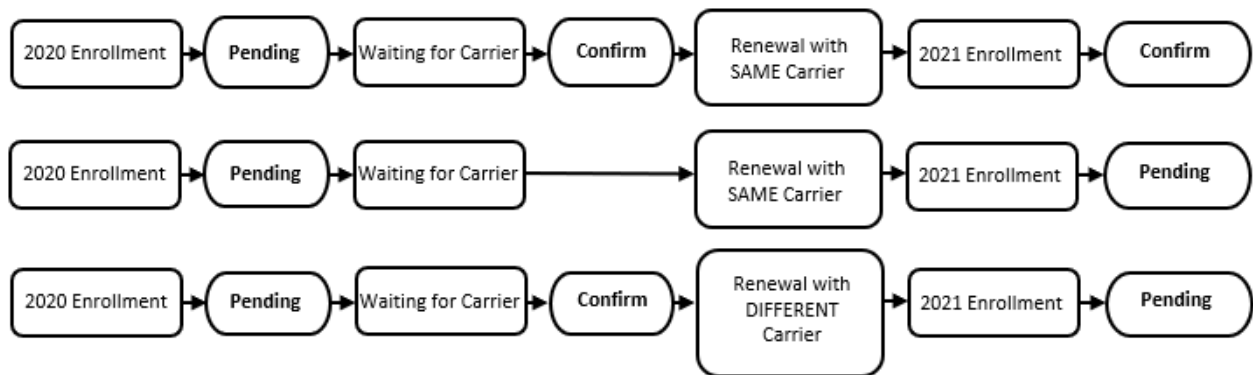 2020 Enrollment
Pending
Waiting for Carrier
Confirm
Renewal with
SAME Carrier
2021 Enrollment
Confirm
2020 Enrollment
Pending
Waiting for Carrier
Renewal with
SAME Carrier
2021 Enrollment
Pending
2020 Enrollment
Pending
Waiting for Carrier
Confirm
Renewal with
DIFFERENT
Carrier
2021 Enrollment
Pending